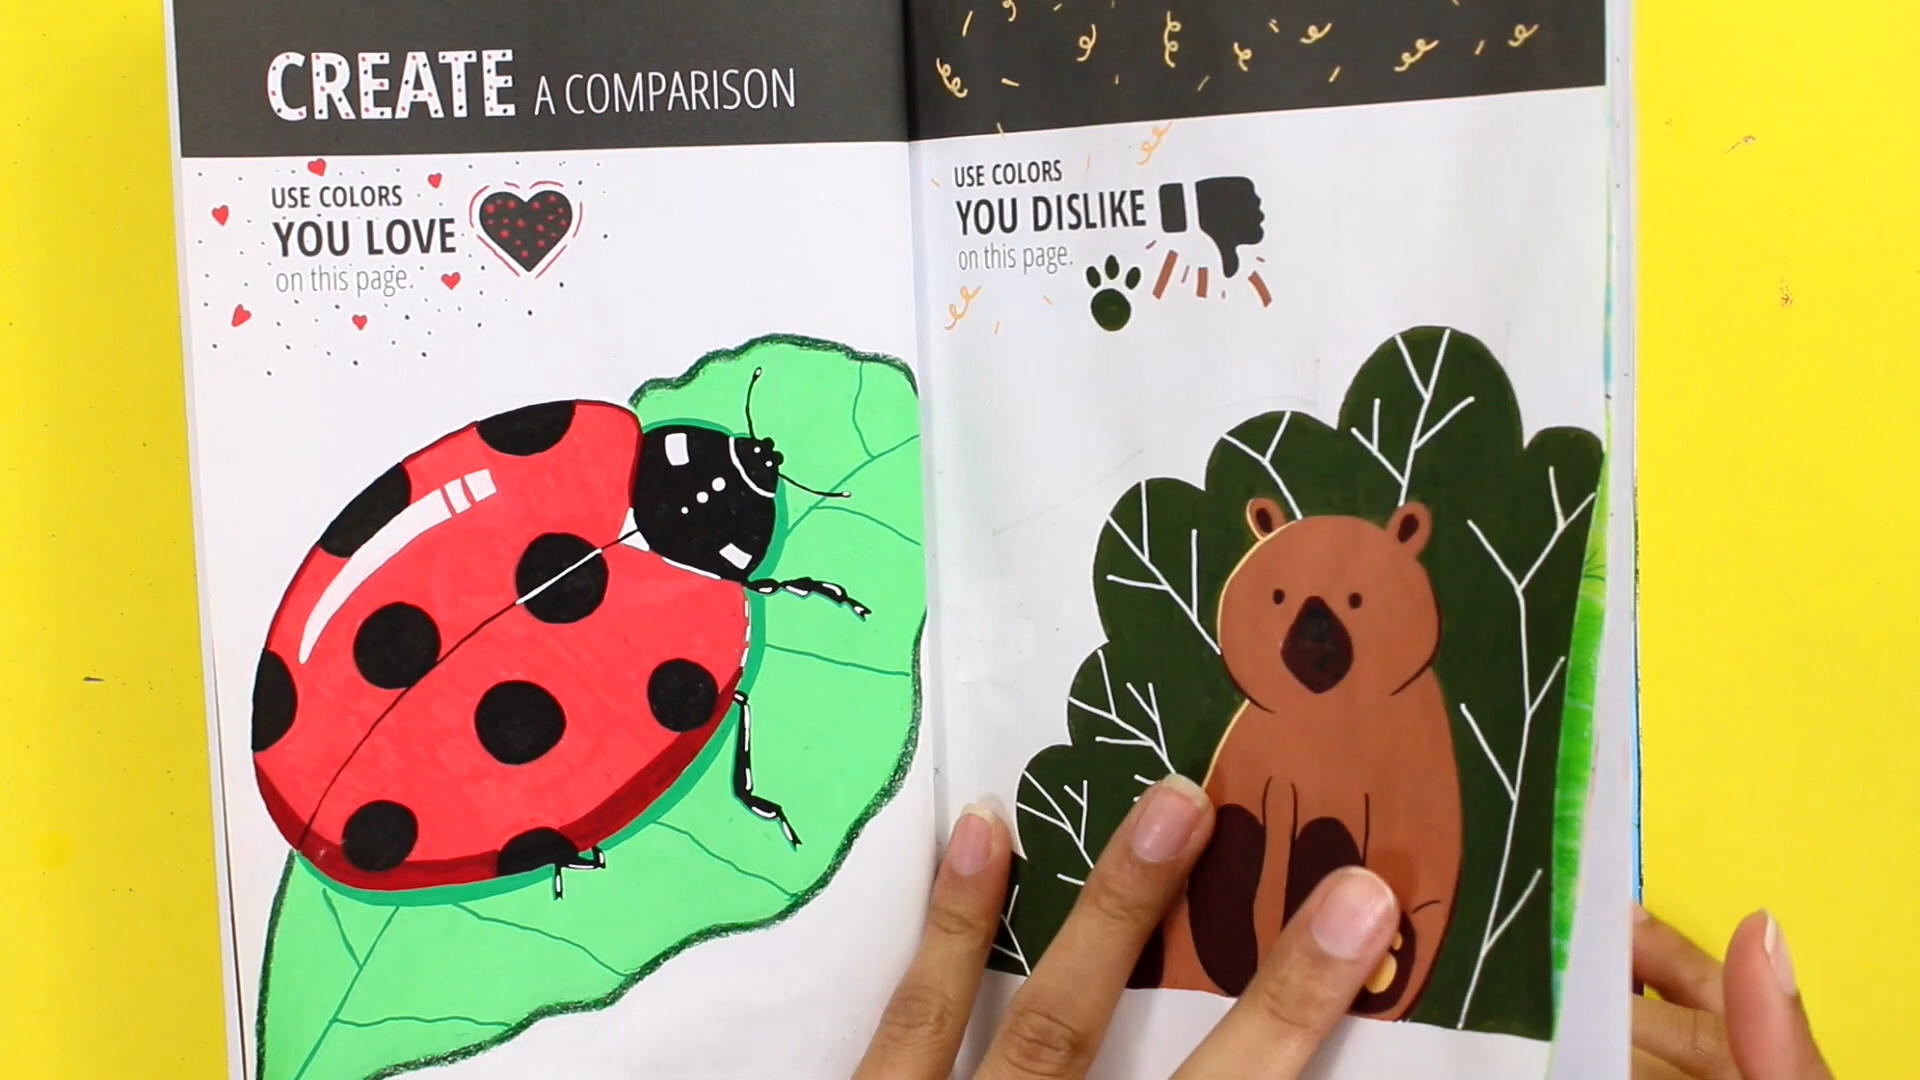 CREATE A COMPARISON
USE COLORS
YOU LOVE
on this page.
USE COLORS
YOU DISLIKE
on this page.